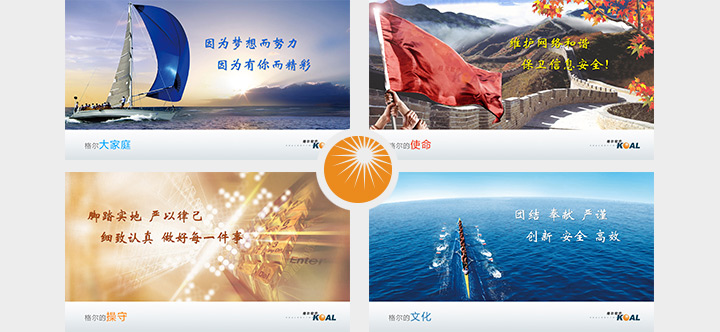 因为梦想而努力
因为有你而精彩
格尔大家庭
KOAL
维护网络和谐
保卫信息安全!
格尔的使命
KOAL
脚踏实地 严以律己
细致认真 做好每一件事
Enter
格尔的操守
KOAL
团结 奉献 严谨
创新 安全 高效
格尔的文化
KOAL